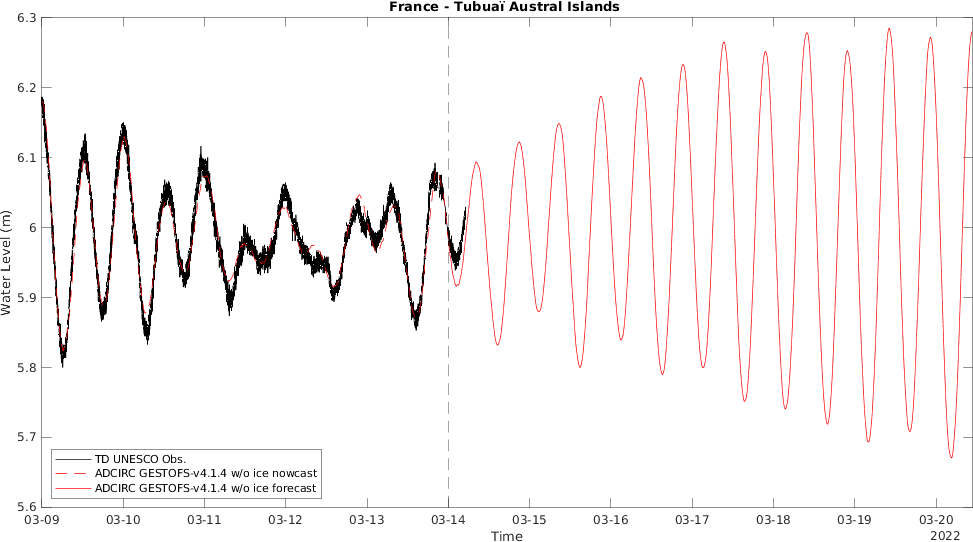 France - Tubuaï Austral Islands
6.3
6.2
6.1
6
5.9
5.8
5.7
5.6
Water Level (m)
TD UNESCO Obs.
ADCIRC GESTOFS-v4.1.4 w/o ice nowcast
ADCIRC GESTOFS-v4.1.4 w/o ice forecast
03-09 03-10 03-11 03-12 03-13 03-14 03-15 03-16 03-17 03-18 03-19 03-20
Time 2022